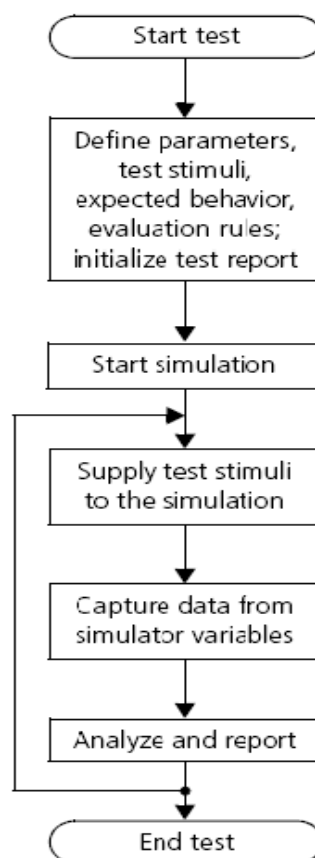 Start test
Define parameters,
test stimuli,
expected behavior,
evaluation rules;
initialize test report
Start simulation
Supply test stimuli
to the simulation
Capture data from
simulator variables
Analyze and report
End test